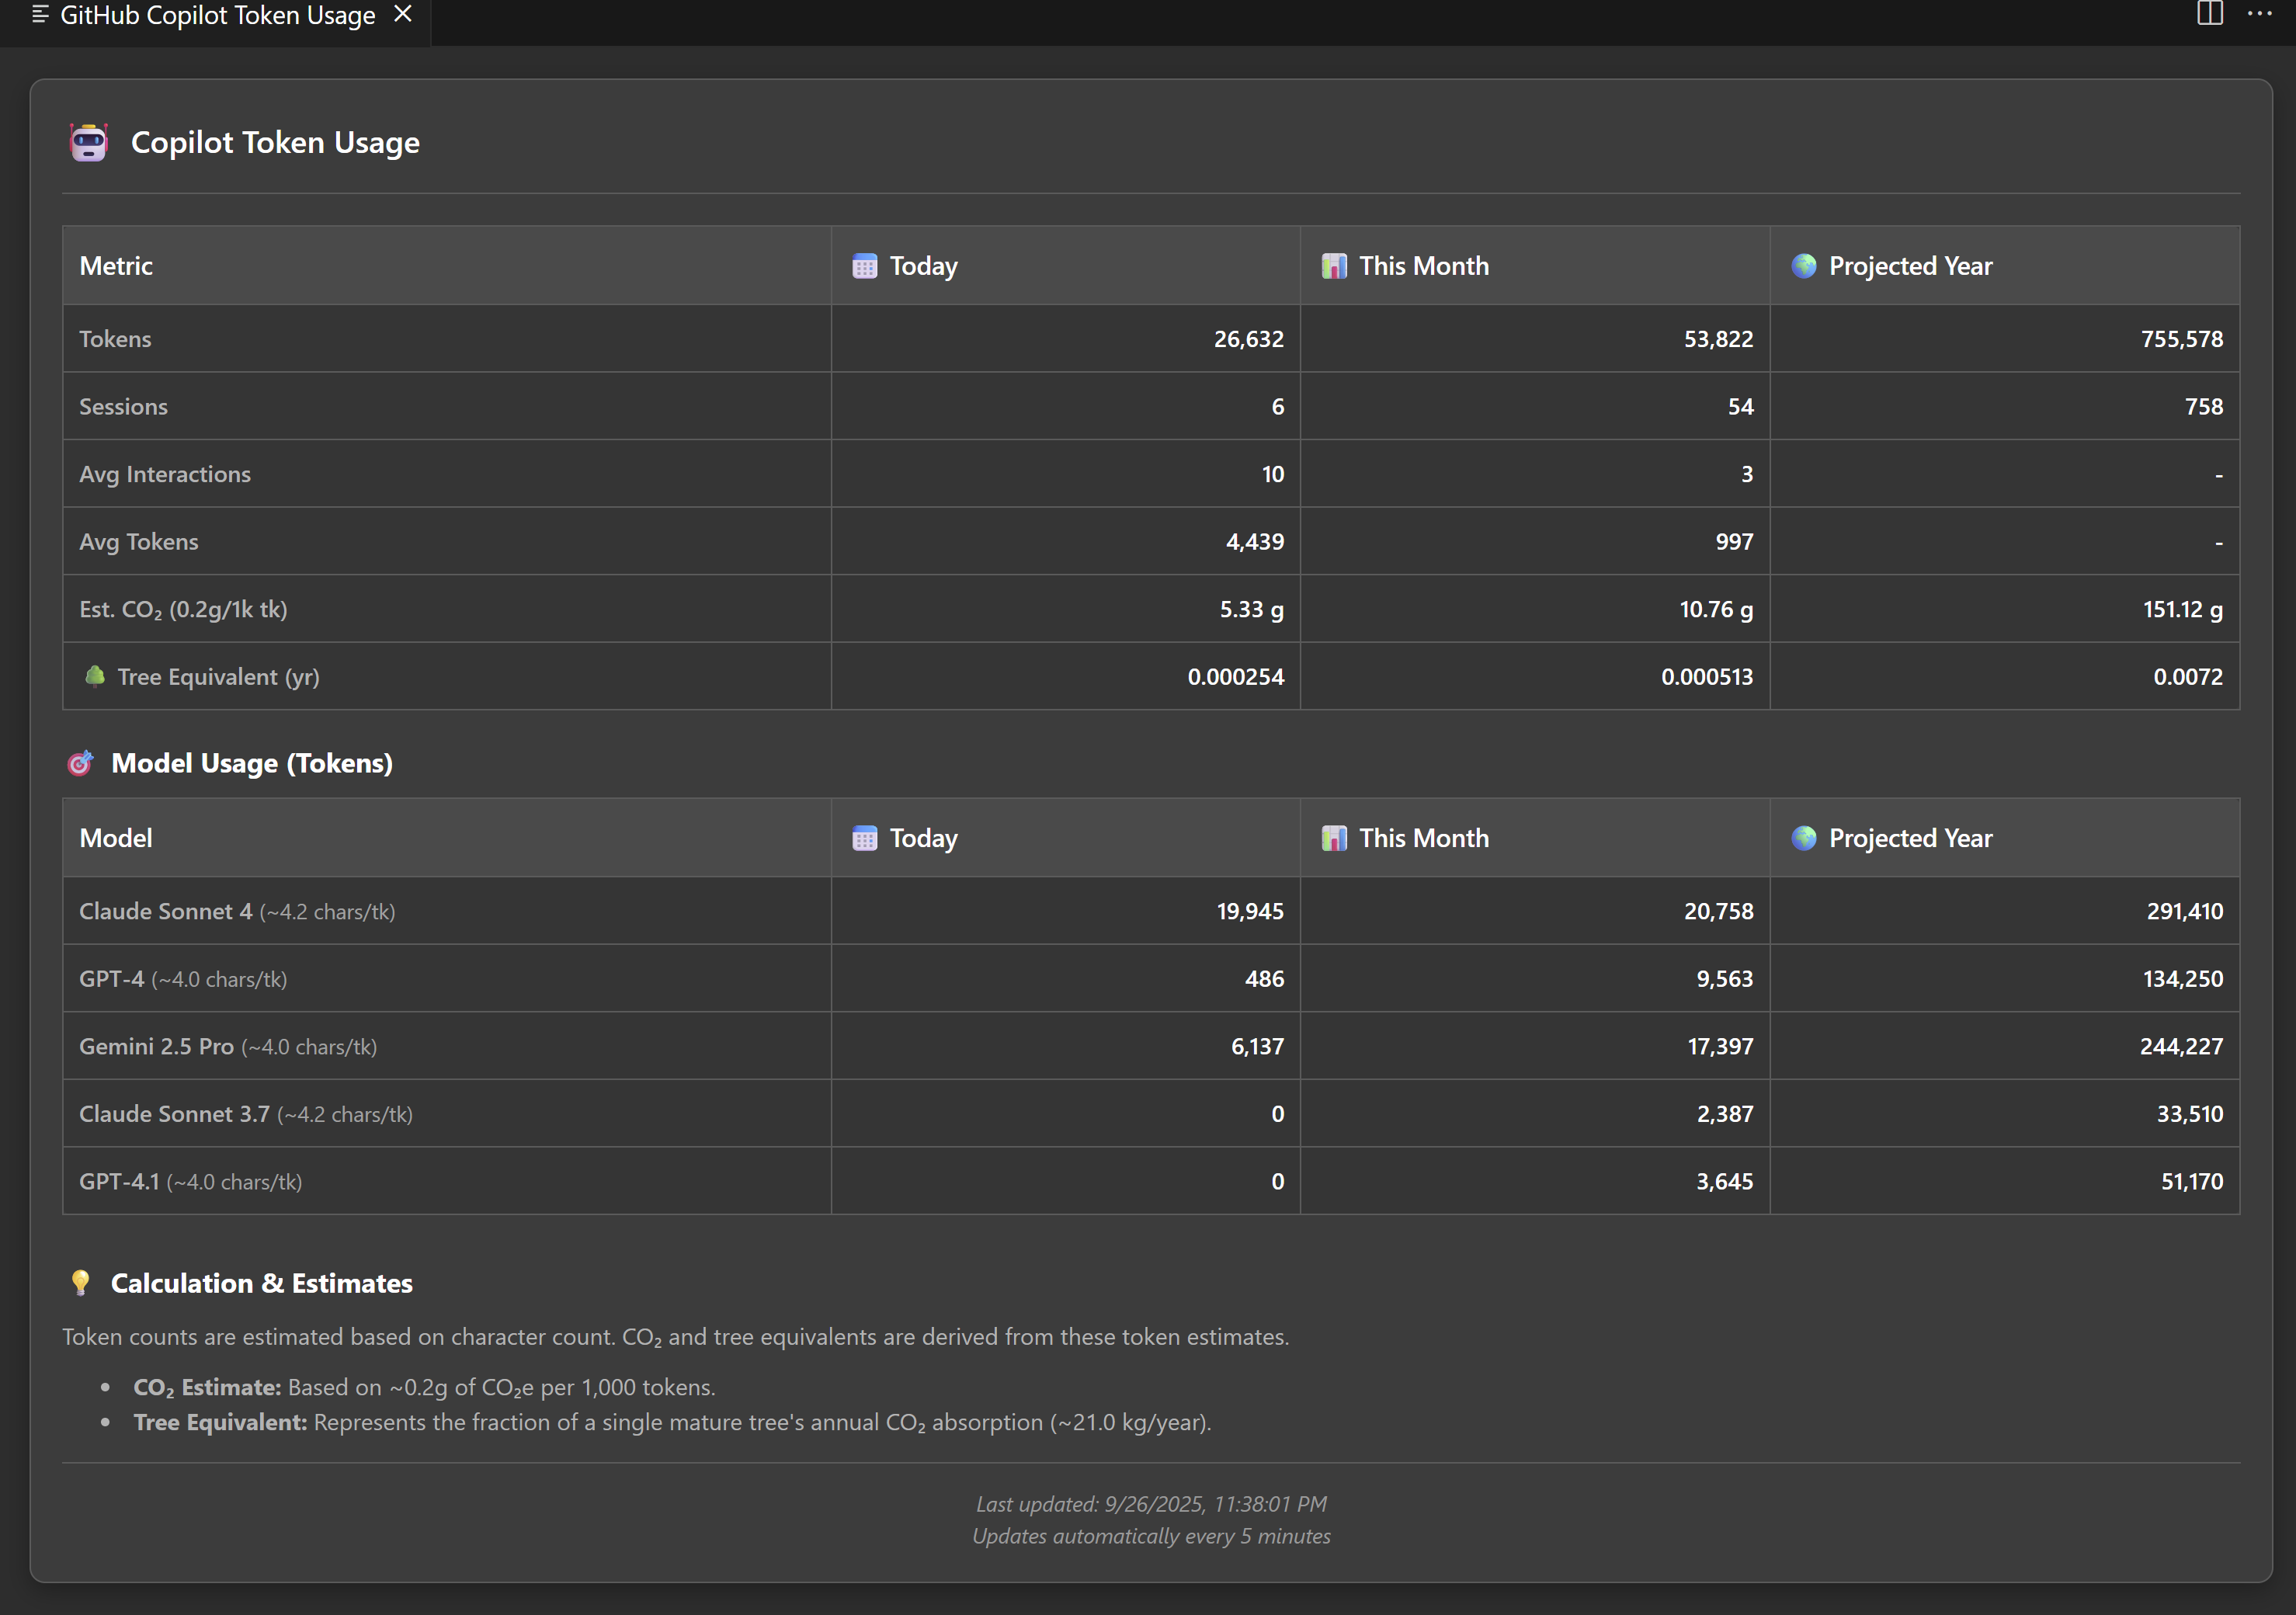 GitHub Copilot Token Usage
Copilot Token Usage
Metric Today This Month Projected Year
Tokens 26,632 53,822 755,578
Sessions 6 54 758
Avg Interactions 10 3 -
Avg Tokens 4,439 997 -
Est. CO₂ (0.2g/1k tk) 5.33 g 10.76 g 151.12 g
Tree Equivalent (yr) 0.000254 0.000513 0.0072
Model Usage (Tokens)
Model Today This Month Projected Year
Claude Sonnet 4 (~4.2 chars/tk) 19,945 20,758 291,410
GPT-4 (~4.0 chars/tk) 486 9,563 134,250
Gemini 2.5 Pro (~4.0 chars/tk) 6,137 17,397 244,227
Claude Sonnet 3.7 (~4.2 chars/tk) 0 2,387 33,510
GPT-4.1 (~4.0 chars/tk) 0 3,645 51,170
Calculation & Estimates
Token counts are estimated based on character count. CO₂ and tree equivalents are derived from these token estimates.
• CO₂ Estimate: Based on ~0.2g of CO₂e per 1,000 tokens.
• Tree Equivalent: Represents the fraction of a single mature tree's annual CO₂ absorption (~21.0 kg/year).
Last updated: 9/26/2025, 11:38:01 PM
Updates automatically every 5 minutes